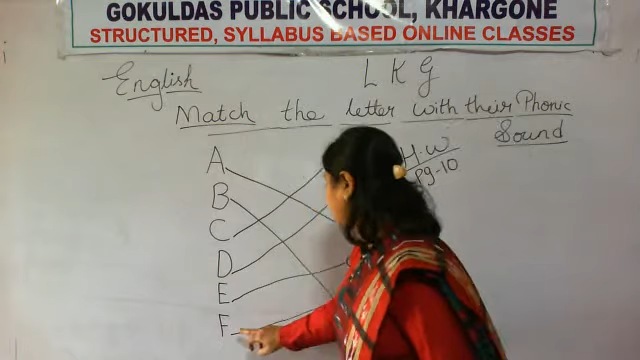 GOKULDAS PUBLIC SCHOOL, KHARGONE
STRUCTURED, SYLLABUS BASED ONLINE CLASSES
English
L K G
Match the letter with their Phonic
Sound
H.W
Pg-10
A
B
C
D
E
F